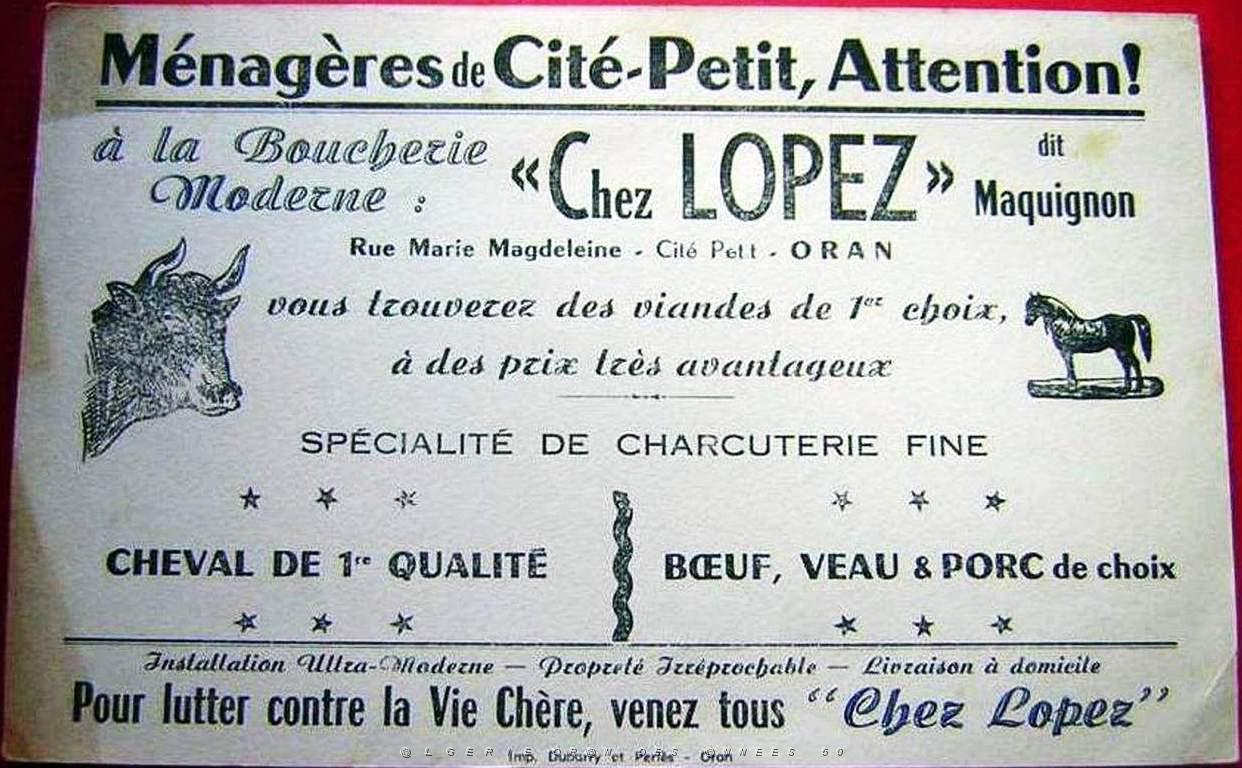 Ménagères de Cité-Petit, Attention!
à la Boucherie
Moderne :
«Chez LOPEZ»
dit
Maquignon
Rue Marie Magdeleine - Cité Petit - ORAN
vous trouverez des viandes de 1er choix,
à des prix très avantageux
SPÉCIALITÉ DE CHARCUTERIE FINE
CHEVAL DE 1re QUALITÉ
BŒUF, VEAU & PORC de choix
Installation Ultra-Moderne — Propreté Irréprochable — Livraison à domicile
Pour lutter contre la Vie Chère, venez tous “Chez Lopez”
Imp. et - Oran